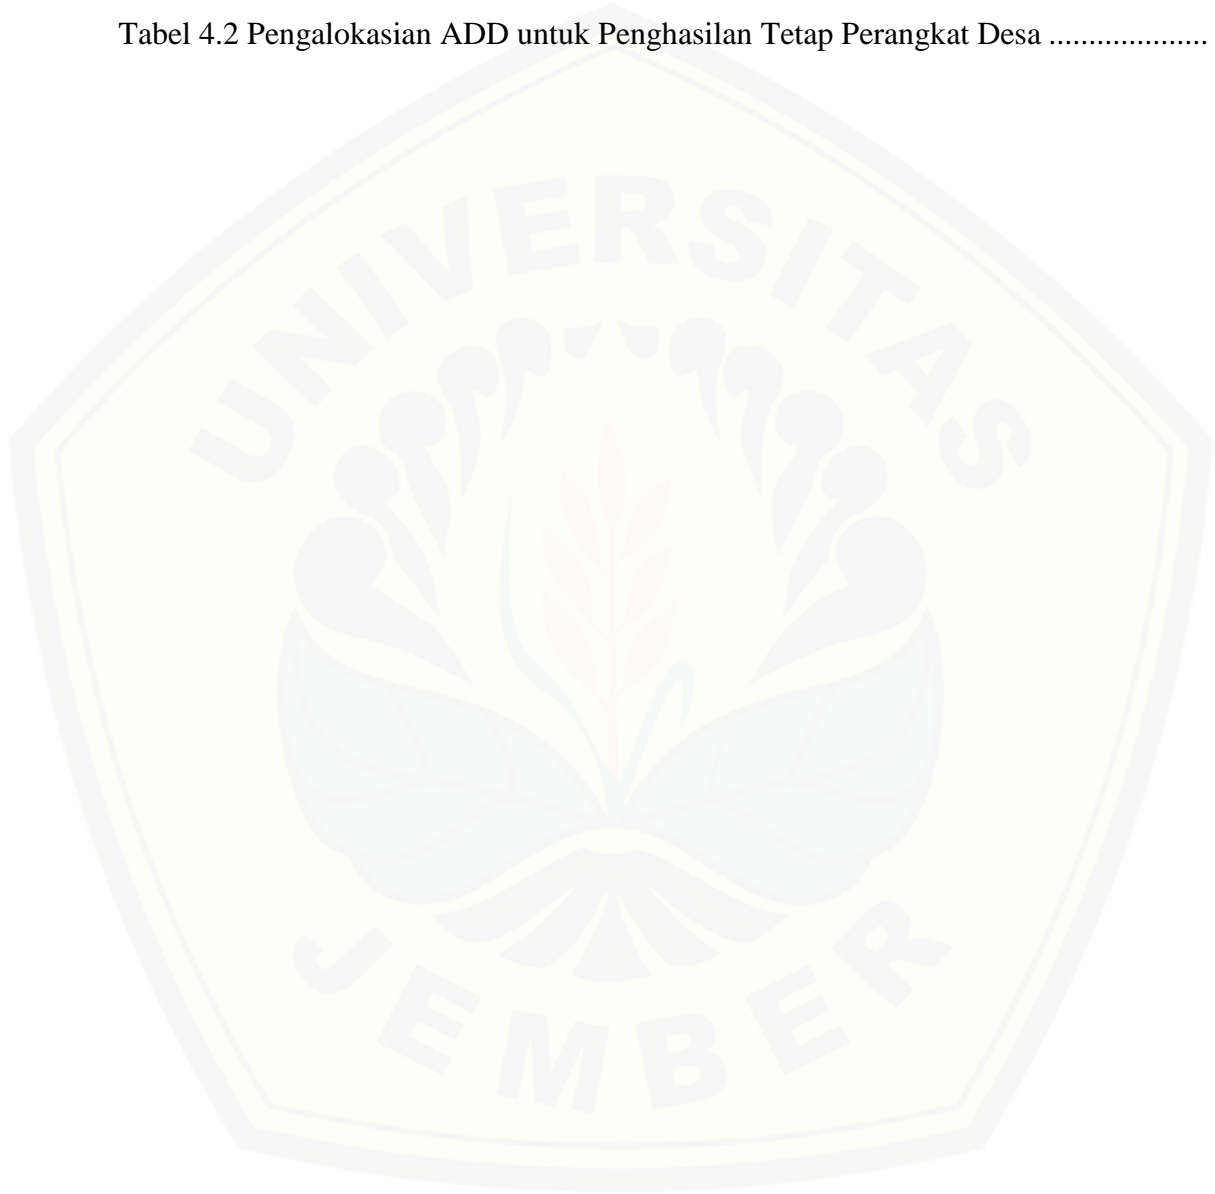 Tabel 4.2 Pengalokasian ADD untuk Penghasilan Tetap Perangkat Desa ....................
UNIVERSITAS
JEMBER